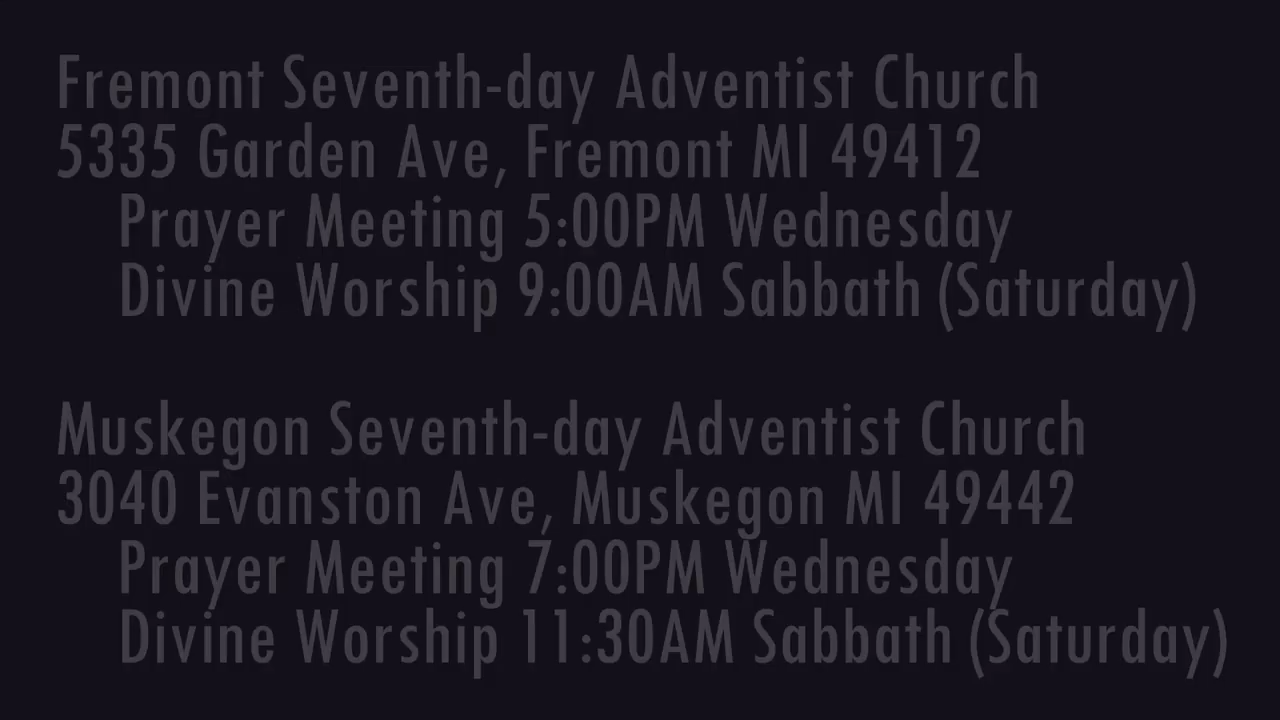 Fremont Seventh-day Adventist Church
5335 Garden Ave, Fremont MI 49412
Prayer Meeting 5:00PM Wednesday
Divine Worship 9:00AM Sabbath (Saturday)
Muskegon Seventh-day Adventist Church
3040 Evanston Ave, Muskegon MI 49442
Prayer Meeting 7:00PM Wednesday
Divine Worship 11:30AM Sabbath (Saturday)